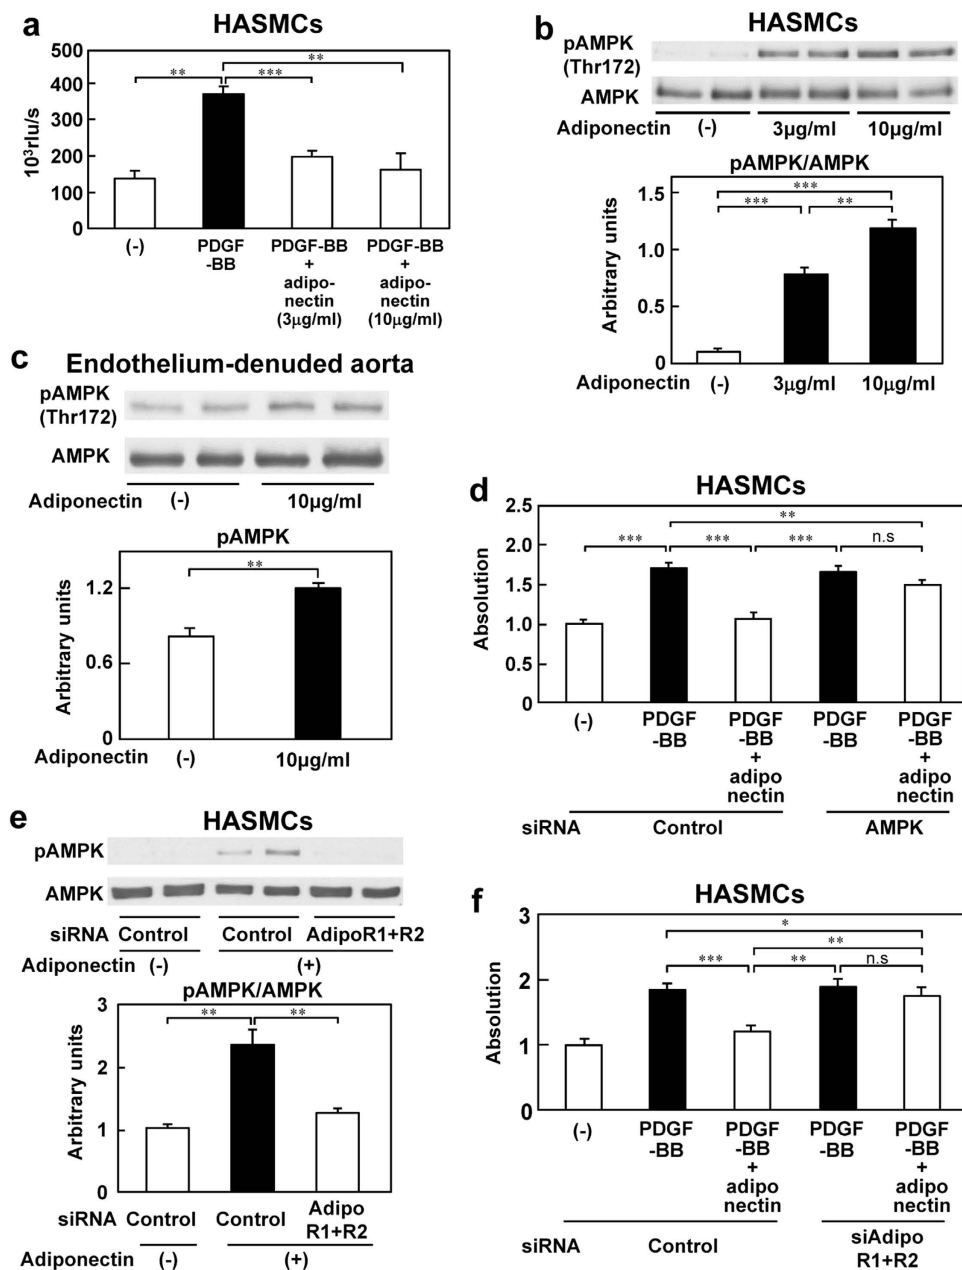 a
HASMCs
10³rlu/s
500
400
300
200
100
0
** *** **
(-)
PDGF
-BB
PDGF-BB
+
adipo-
nectin
(3μg/ml)
PDGF-BB
+
adipo-
nectin
(10μg/ml)
b
HASMCs
pAMPK
(Thr172)
AMPK
Adiponectin (-) 3μg/ml 10μg/ml
pAMPK/AMPK
Arbitrary units
1.5
1.0
0.5
0
***
*** **
Adiponectin (-) 3μg/ml 10μg/ml
c
Endothelium-denuded aorta
pAMPK
(Thr172)
AMPK
Adiponectin (-) 10μg/ml
pAMPK
Arbitrary units
1.2
0.6
0
**
Adiponectin (-) 10μg/ml
d
HASMCs
Absolution
2.5
2.0
1.5
1.0
0.5
0
**
*** *** *** n.s
(-)
PDGF
-BB
PDGF
-BB
+
adipo
nectin
PDGF
-BB
PDGF
-BB
+
adipo
nectin
siRNA Control AMPK
e
HASMCs
pAMPK
AMPK
siRNA Control Control AdipoR1+R2
Adiponectin (-) (+)
pAMPK/AMPK
Arbitrary units
3
2
1
0
** **
siRNA Control Control Adipo
R1+R2
Adiponectin (-) (+)
f
HASMCs
Absolution
3
2
1
0
*
**
*** ** n.s
(-)
PDGF
-BB
PDGF
-BB
+
adipo
nectin
PDGF
-BB
PDGF
-BB
+
adipo
nectin
siRNA Control siAdipo
R1+R2